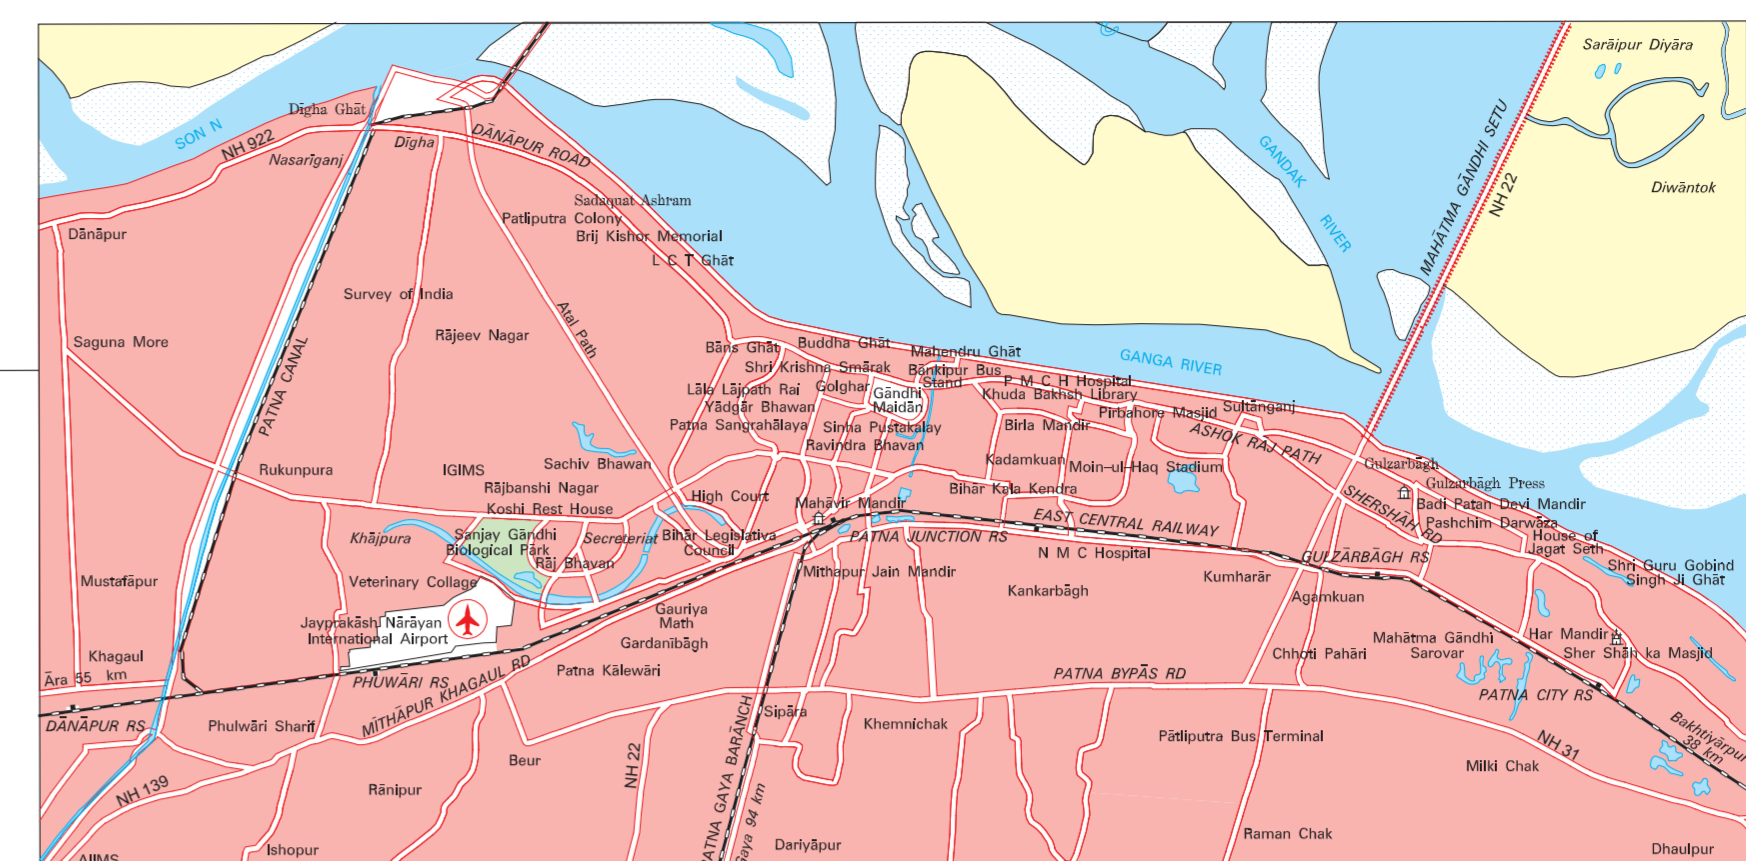 Sarāipur Diyāra
Dīgha Ghāt
SON N
NH 922
Nasarīganj
Dīgha
DĀNĀPUR ROAD
GANDAK
RIVER
MAHĀTMA GĀNDHI SETU
NH 22
Diwāntok
Sadaquat Ashram
Patliputra Colony
Brij Kishor Memorial
L C T Ghāt
Dānāpur
Survey of India
Atal Path
Rājeev Nagar
Saguna More
PATNA CANAL
Bāns Ghāt
Buddha Ghāt
Mahendru Ghāt
GANGA RIVER
Shri Krishna Smārak
Bānkipur Bus
Stand
Lāla Lājpath Rai
Golghar
Gāndhi
Maidān
P M C H Hospital
Khuda Bakhsh Library
Yādgār Bhawan
Pirbahore Masjid
Sultānganj
Patna Sangrahālaya
Sinha Pustakalay
Birla Mandir
ASHOK RAJ PATH
Ravindra Bhavan
Rukunpura
IGIMS
Sachiv Bhawan
Kadamkuan
Moin-ul-Haq Stadium
Gulzarbāgh
Rājbanshi Nagar
High Court
Bihār Kala Kendra
Gulzarbāgh Press
Koshi Rest House
Mahāvir Mandir
SHERSHĀH RD
Badi Patan Devi Mandir
Pashchim Darwāza
Khājpura
Sanjay Gāndhi
Biological Park
Secreteriat
Bihār Legislativa
Council
PATNA JUNCTION RS
EAST CENTRAL RAILWAY
House of
Jagat Seth
Rāj Bhavan
N M C Hospital
GULZĀRBĀGH RS
Shri Guru Gobind
Singh Ji Ghāt
Mustafāpur
Veterinary Collage
Mithapur Jain Mandir
Kankarbāgh
Kumharār
Agamkuan
Jayprakāsh Nārāyan
International Airport
Gauriya
Math
Gardanībāgh
Mahātma Gāndhi
Sarovar
Har Mandir
Sher Shāh ka Masjid
Khagaul
Āra 55 km
Patna Kālewāri
Chhoti Pahāri
PHUWĀRI RS
PATNA BYPĀS RD
PATNA CITY RS
DĀNĀPUR RS
Phulwāri Sharif
MĪTHĀPUR KHAGAUL RD
Sipāra
Khemnichak
Pātliputra Bus Terminal
NH 31
Bakhtiyārpur
38 km
NH 139
Rānipur
Beur
NH 22
PATNA GAYA BARĀNCH
Gaya 94 km
Milki Chak
Ishopur
Dariyāpur
Raman Chak
Dhaulpur
AIIMS